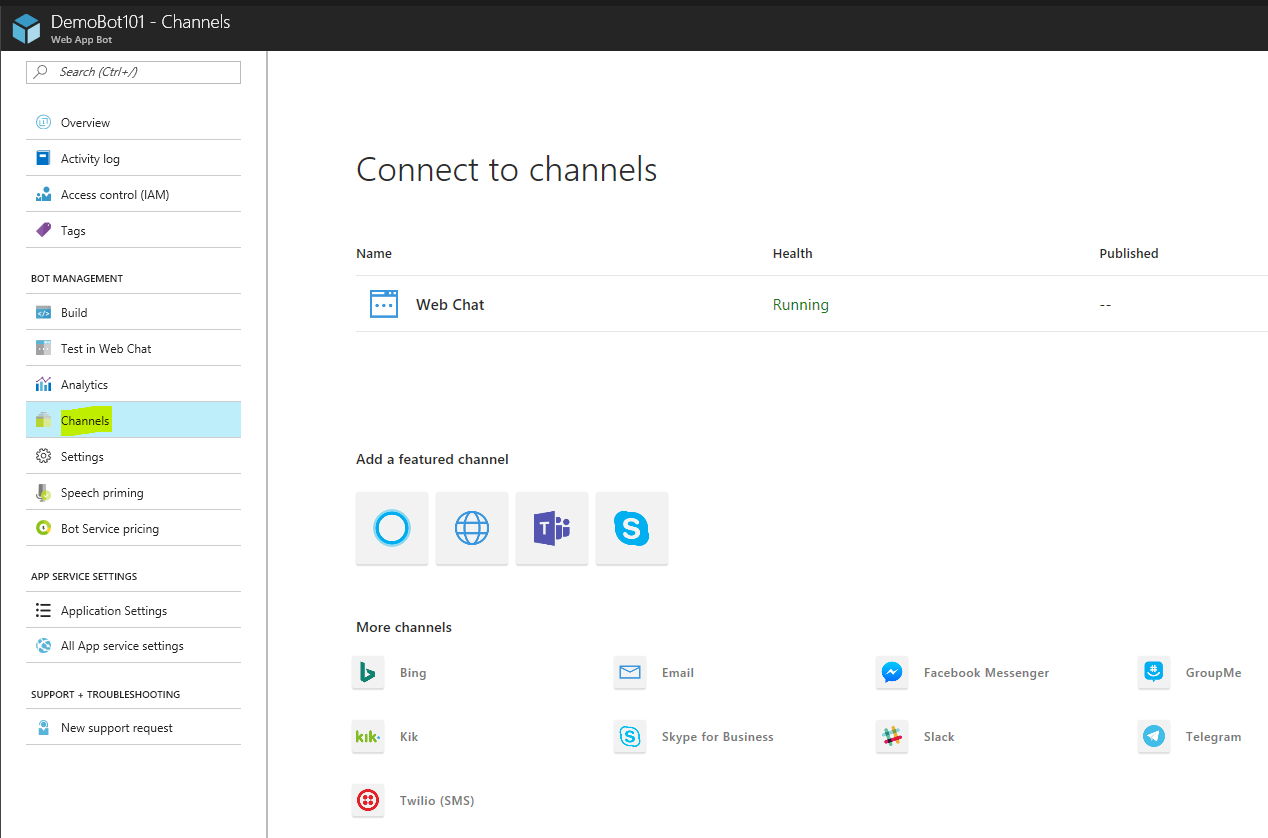 DemoBot101 - Channels
Web App Bot
Search (Ctrl+/)
Overview
Activity log
Access control (IAM)
Tags
BOT MANAGEMENT
Build
Test in Web Chat
Analytics
Channels
Settings
Speech priming
Bot Service pricing
APP SERVICE SETTINGS
Application Settings
All App service settings
SUPPORT + TROUBLESHOOTING
New support request
Connect to channels
Name Health Published
Web Chat Running --
Add a featured channel
T S
More channels
Bing Email Facebook Messenger GroupMe
kik. Kik Skype for Business Slack Telegram
Twilio (SMS)